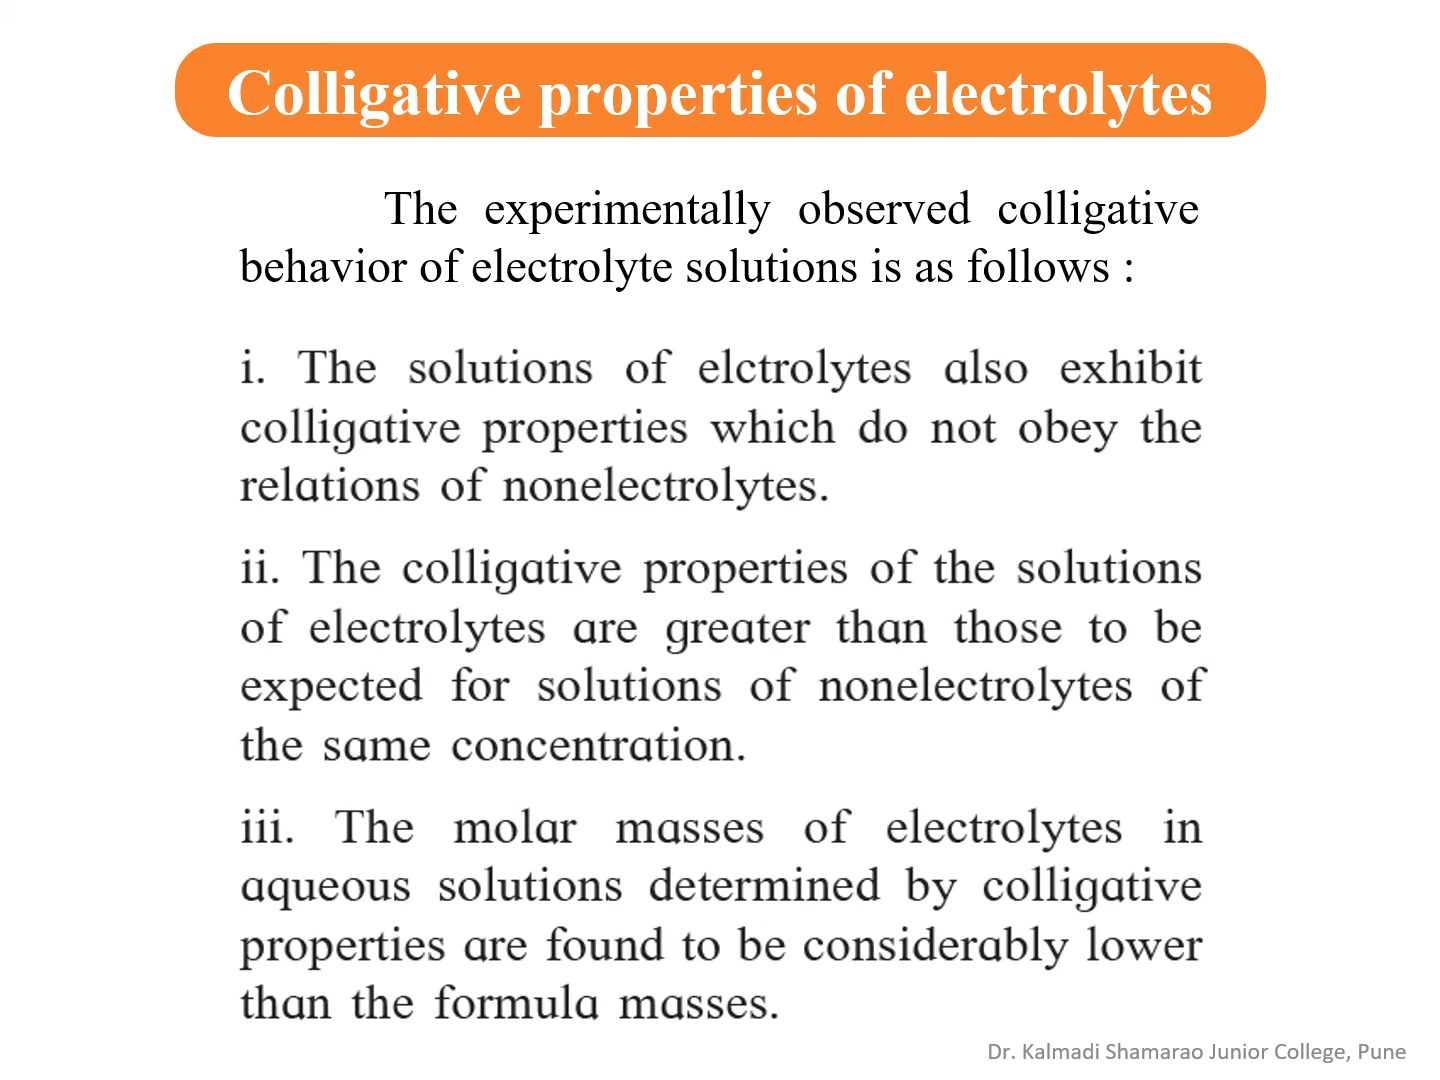 Colligative properties of electrolytes
The experimentally observed colligative
behavior of electrolyte solutions is as follows :
i. The solutions of elctrolytes also exhibit
colligative properties which do not obey the
relations of nonelectrolytes.
ii. The colligative properties of the solutions
of electrolytes are greater than those to be
expected for solutions of nonelectrolytes of
the same concentration.
iii. The molar masses of electrolytes in
aqueous solutions determined by colligative
properties are found to be considerably lower
than the formula masses.
Dr. Kalmadi Shamarao Junior College, Pune